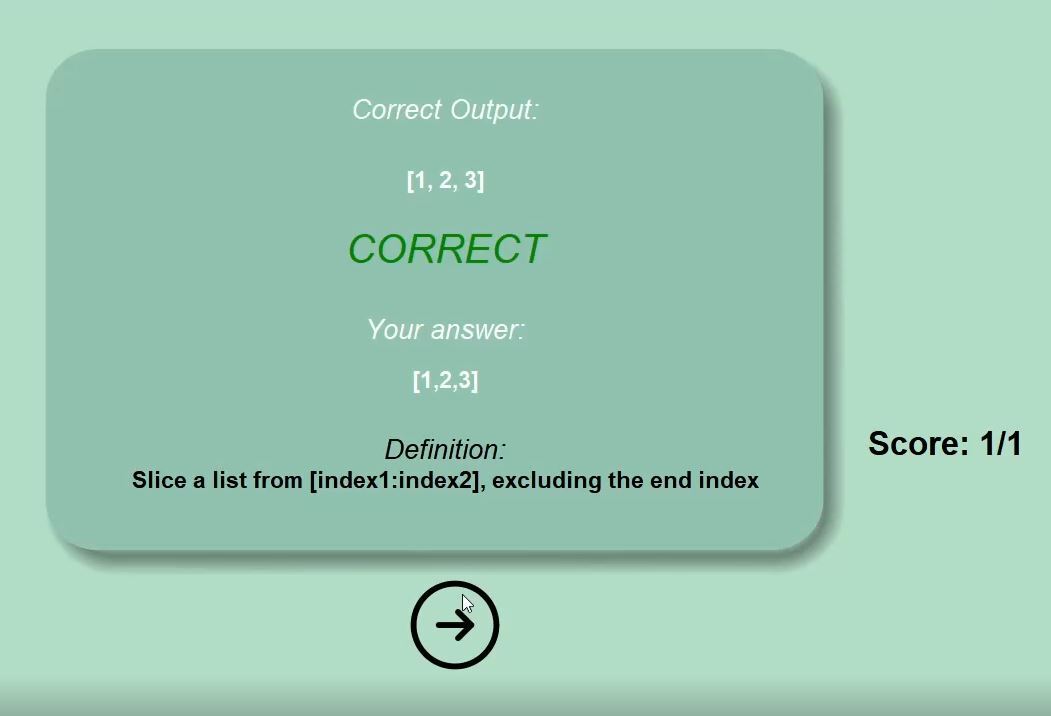 Correct Output:
[1, 2, 3]
CORRECT
Your answer:
[1,2,3]
Definition:
Slice a list from [index1:index2], excluding the end index
Score: 1/1